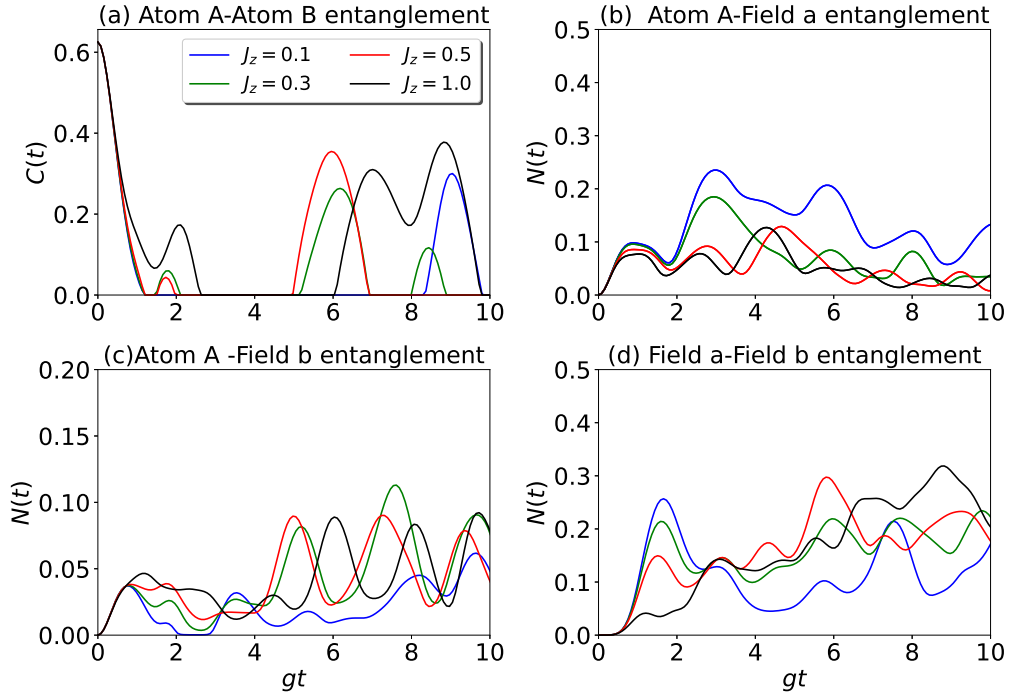 (a) Atom A-Atom B entanglement
C(t)
0.6
0.4
0.2
0.0
J_z = 0.1
J_z = 0.5
J_z = 0.3
J_z = 1.0
0 2 4 6 8 10
(b) Atom A-Field a entanglement
N(t)
0.5
0.4
0.3
0.2
0.1
0.0
0 2 4 6 8 10
(c)Atom A -Field b entanglement
N(t)
0.20
0.15
0.10
0.05
0.00
0 2 4 6 8 10
gt
(d) Field a-Field b entanglement
N(t)
0.5
0.4
0.3
0.2
0.1
0.0
0 2 4 6 8 10
gt